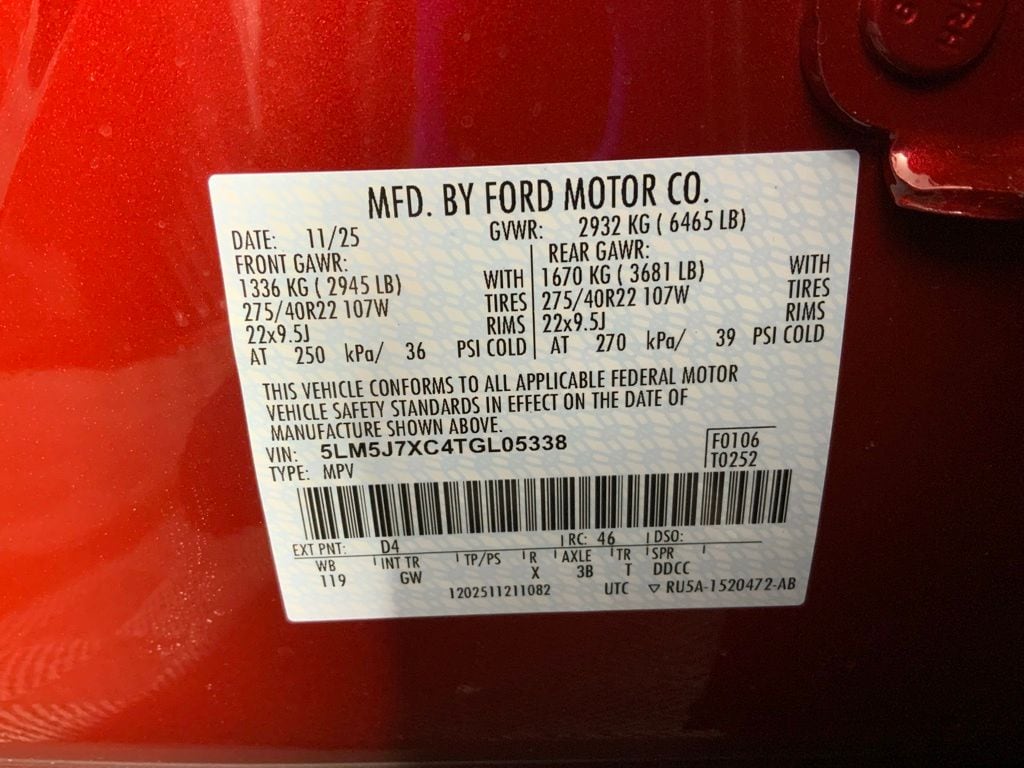 MFD. BY FORD MOTOR CO.
DATE: 11/25 GVWR: 2932 KG ( 6465 LB)
FRONT GAWR: REAR GAWR:
1336 KG ( 2945 LB) WITH 1670 KG ( 3681 LB) WITH
275/40R22 107W TIRES 275/40R22 107W TIRES
22x9.5J RIMS 22x9.5J RIMS
AT 250 kPa/ 36 PSI COLD AT 270 kPa/ 39 PSI COLD
THIS VEHICLE CONFORMS TO ALL APPLICABLE FEDERAL MOTOR
VEHICLE SAFETY STANDARDS IN EFFECT ON THE DATE OF
MANUFACTURE SHOWN ABOVE.
VIN: 5LM5J7XC4TGL05338 F0106
TYPE: MPV T0252
EXT PNT: D4 RC: 46 DSO:
WB INT TR TP/PS R AXLE TR SPR
119 GW X 3B T DDCC
1202511211082 UTC ▽ RU5A-1520472-AB